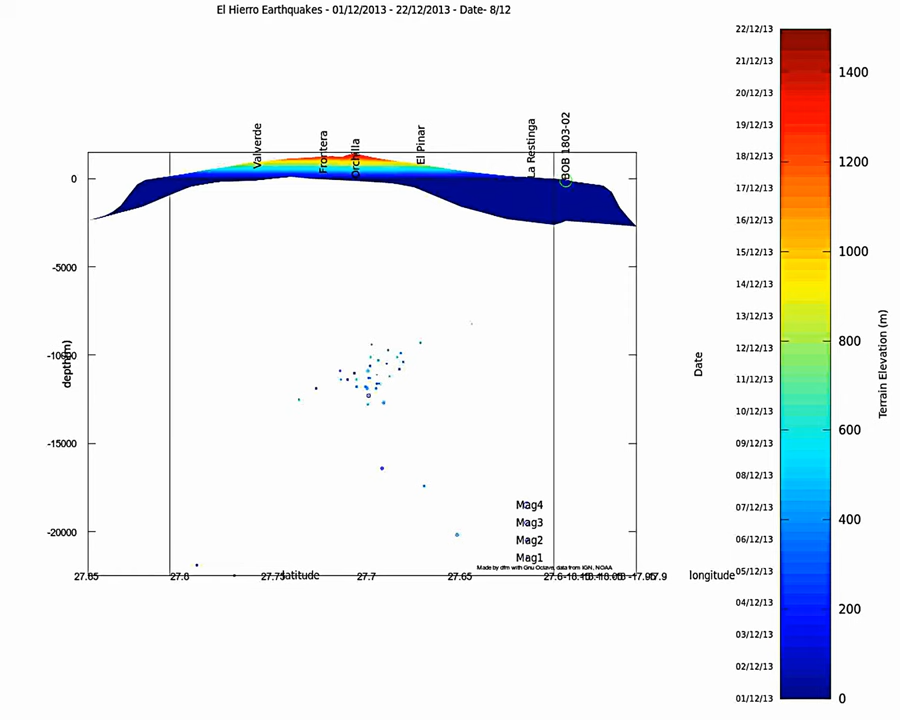 El Hierro Earthquakes - 01/12/2013 - 22/12/2013 - Date- 8/12
22/12/13
21/12/13
20/12/13
19/12/13
18/12/13
17/12/13
16/12/13
15/12/13
14/12/13
13/12/13
12/12/13
11/12/13
10/12/13
09/12/13
08/12/13
07/12/13
06/12/13
05/12/13
04/12/13
03/12/13
02/12/13
01/12/13
Date
1400
1200
1000
800
600
400
200
0
Terrain Elevation (m)
Valverde
Frontera
Orchilla
El Pinar
La Restinga
BOB 1803-02
0
-5000
-10000
-15000
-20000
depth(m)
Mag4
Mag3
Mag2
Mag1
Made by dfm with Gnu Octave, data from IGN, NOAA
27.85
27.8
27.75
latitude
27.7
27.65
27.6
longitude